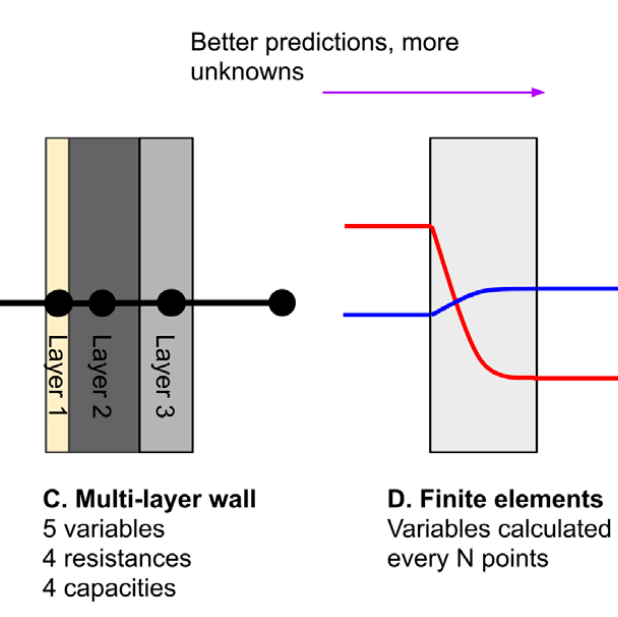 Better predictions, more
unknowns
Layer 1
Layer 2
Layer 3
C. Multi-layer wall
5 variables
4 resistances
4 capacities
D. Finite elements
Variables calculated
every N points